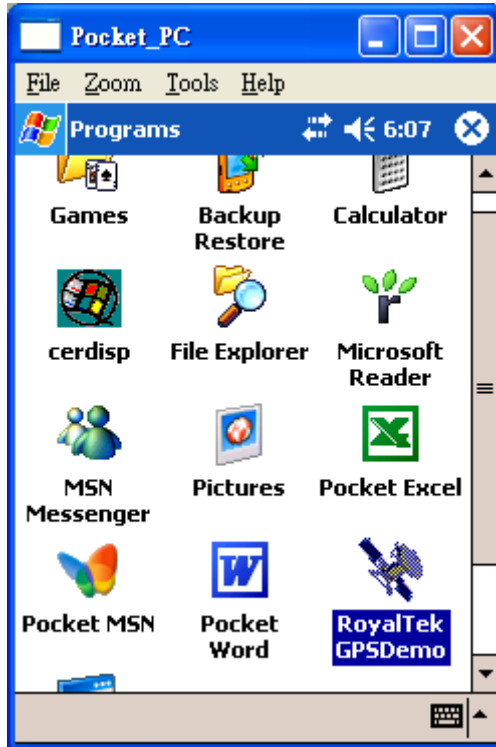 Pocket_PC
File Zoom Tools Help
Programs 6:07
Games Backup Calculator
Restore
cerdisp File Explorer Microsoft
Reader
MSN Pictures Pocket Excel
Messenger
Pocket MSN Pocket RoyalTek
Word GPSDemo